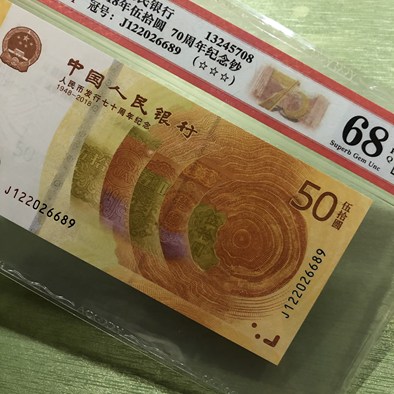 民银行
13245708
8年伍拾圆 70周年纪念钞
冠号: J122026689
(☆☆☆)
68
Superb Gem Unc
中国人民银行
人民币发行七十周年纪念
1948-2018
50
伍拾圆
J122026689
J122026689